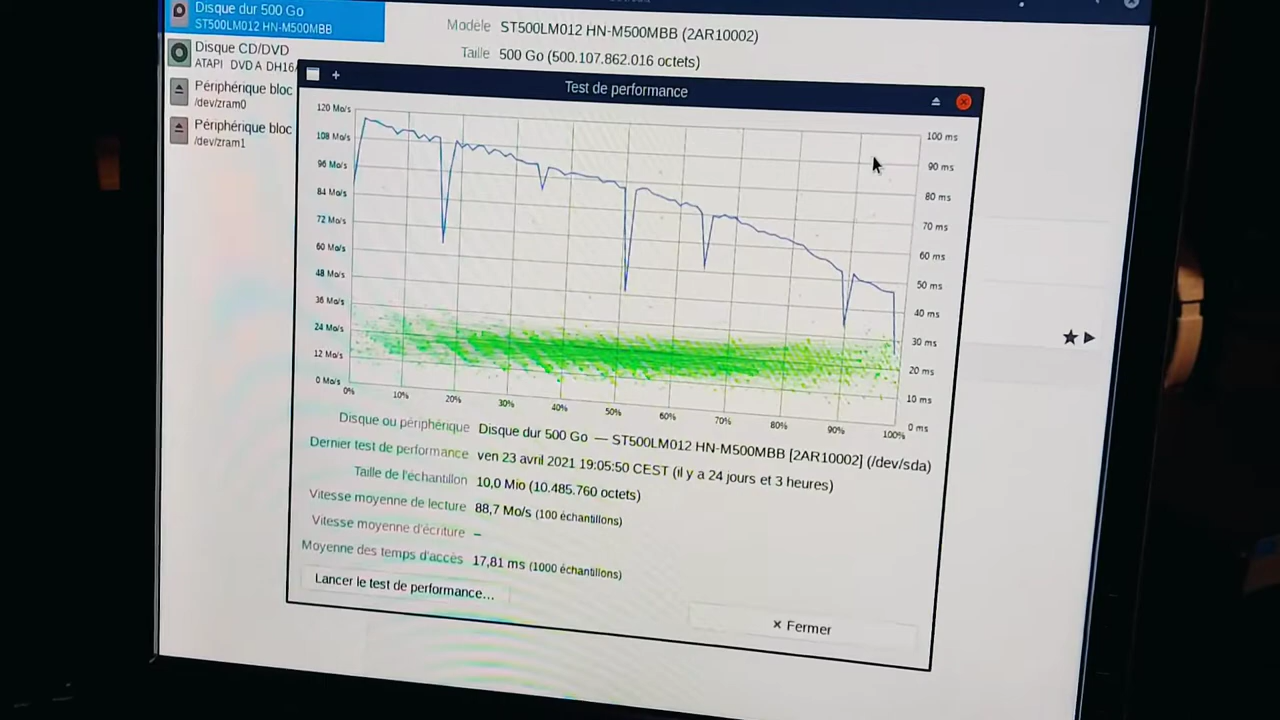 Disque dur 500 Go
ST500LM012 HN-M500MBB
Disque CD/DVD
ATAPI DVD A DH16
Périphérique bloc
/dev/zram0
Périphérique bloc
/dev/zram1
Modèle ST500LM012 HN-M500MBB (2AR10002)
Taille 500 Go (500.107.862.016 octets)
Test de performance
120 Mo/s
108 Mo/s
96 Mo/s
84 Mo/s
72 Mo/s
60 Mo/s
48 Mo/s
36 Mo/s
24 Mo/s
12 Mo/s
0 Mo/s
100 ms
90 ms
80 ms
70 ms
60 ms
50 ms
40 ms
30 ms
20 ms
10 ms
0 ms
0% 10% 20% 30% 40% 50% 60% 70% 80% 90% 100%
Disque ou périphérique Disque dur 500 Go — ST500LM012 HN-M500MBB [2AR10002] (/dev/sda)
Dernier test de performance ven 23 avril 2021 19:05:50 CEST (il y a 24 jours et 3 heures)
Taille de l'échantillon 10,0 Mio (10.485.760 octets)
Vitesse moyenne de lecture 88,7 Mo/s (100 échantillons)
Vitesse moyenne d'écriture –
Moyenne des temps d'accès 17,81 ms (1000 échantillons)
Lancer le test de performance...
× Fermer